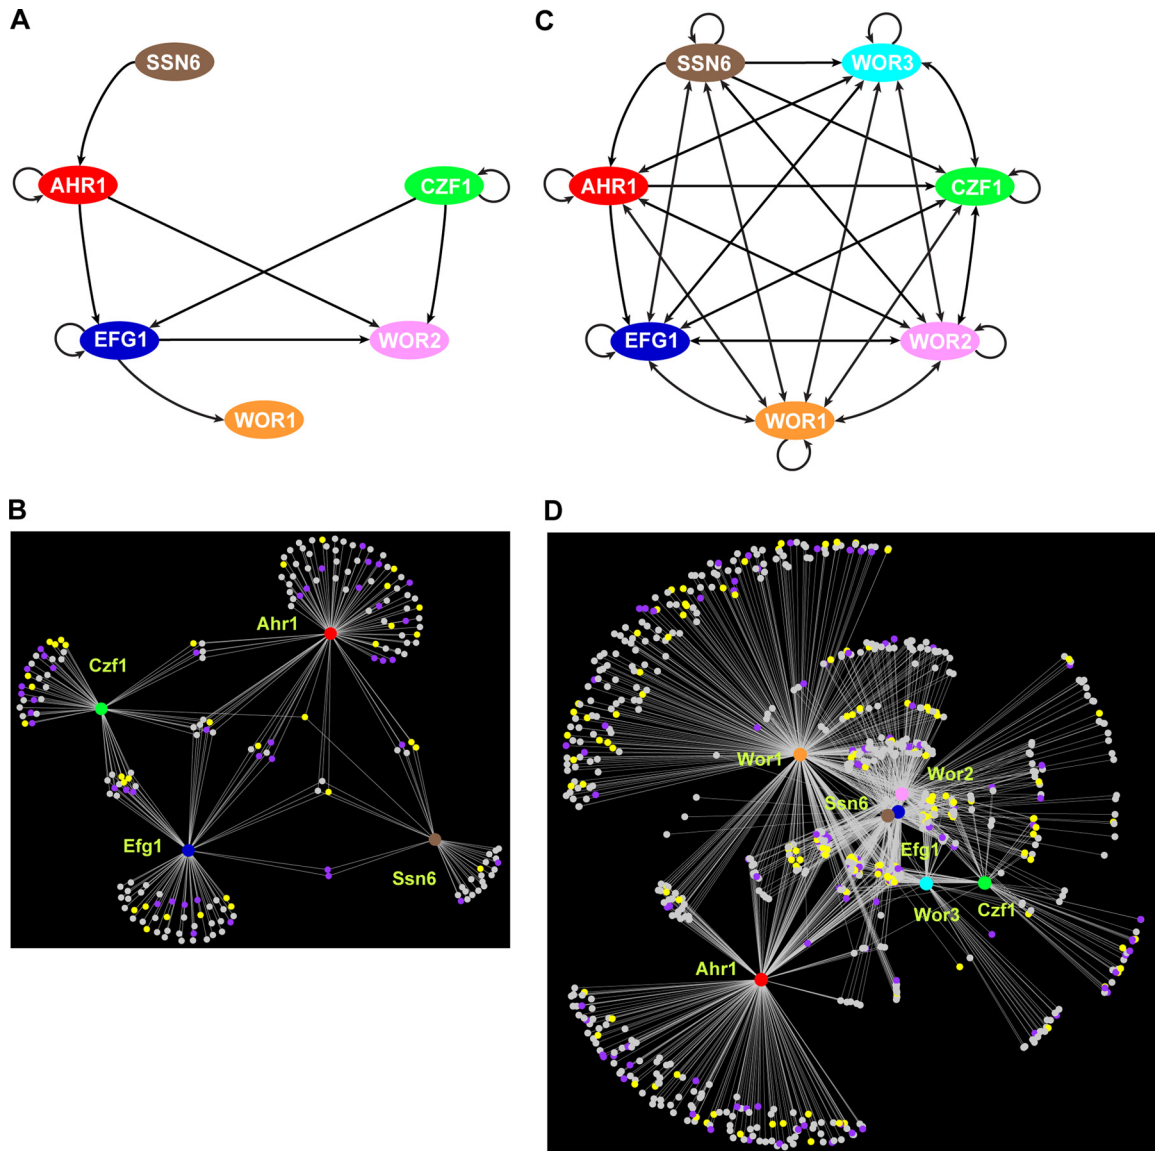 A
SSN6
AHR1
CZF1
EFG1
WOR2
WOR1
C
SSN6
WOR3
AHR1
CZF1
EFG1
WOR2
WOR1
B
Ahr1
Czf1
Efg1
Ssn6
D
Wor1
Wor2
Ssn6
Efg1
Wor3
Czf1
Ahr1